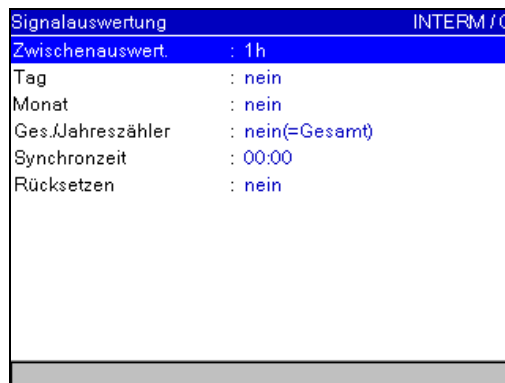 Signalauswertung INTERM / 
Zwischenauswert. : 1h
Tag : nein
Monat : nein
Ges./Jahreszähler : nein(=Gesamt)
Synchronzeit : 00:00
Rücksetzen : nein